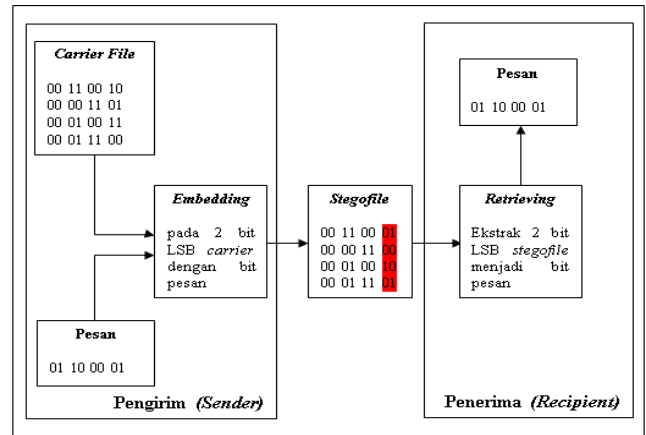 Carrier File
00 11 00 10
00 00 11 01
00 01 00 11
00 01 11 00
Pesan
01 10 00 01
Embedding
pada 2 bit
LSB carrier
dengan bit
pesan
Stegofile
00 11 00 01
00 00 11 00
00 01 00 10
00 01 11 01
Retrieving
Ekstrak 2 bit
LSB stegofile
menjadi bit
pesan
Pesan
01 10 00 01
Pengirim (Sender)
Penerima (Recipient)